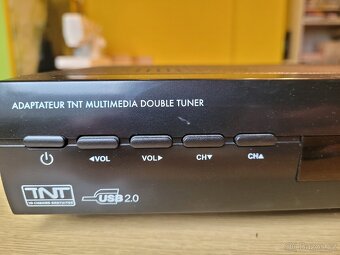 ADAPTATEUR TNT MULTIMEDIA DOUBLE TUNER
◄VOL VOL► CH▼ CH▲
TNT USB 2.0